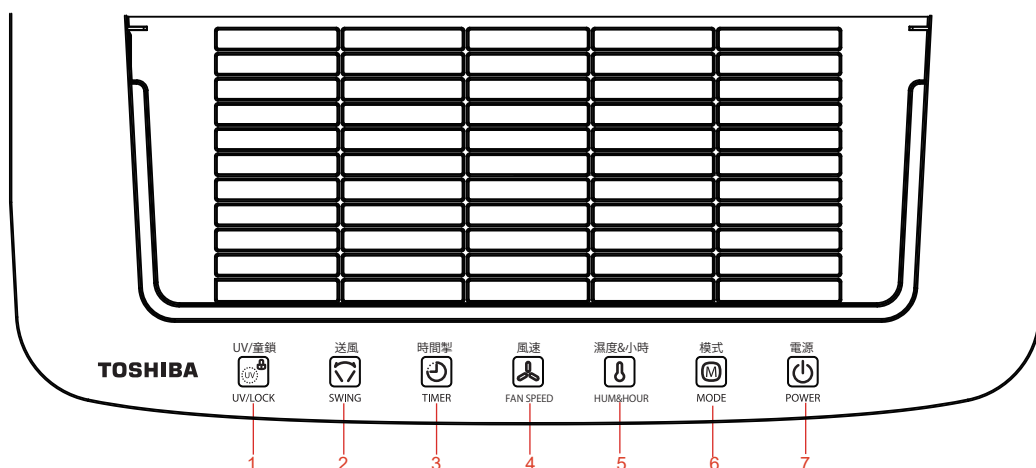 UV/童鎖 送風 時間掣 風速 濕度&小時 模式 電源
TOSHIBA
UV M
UV/LOCK SWING TIMER FAN SPEED HUM&HOUR MODE POWER
1 2 3 4 5 6 7